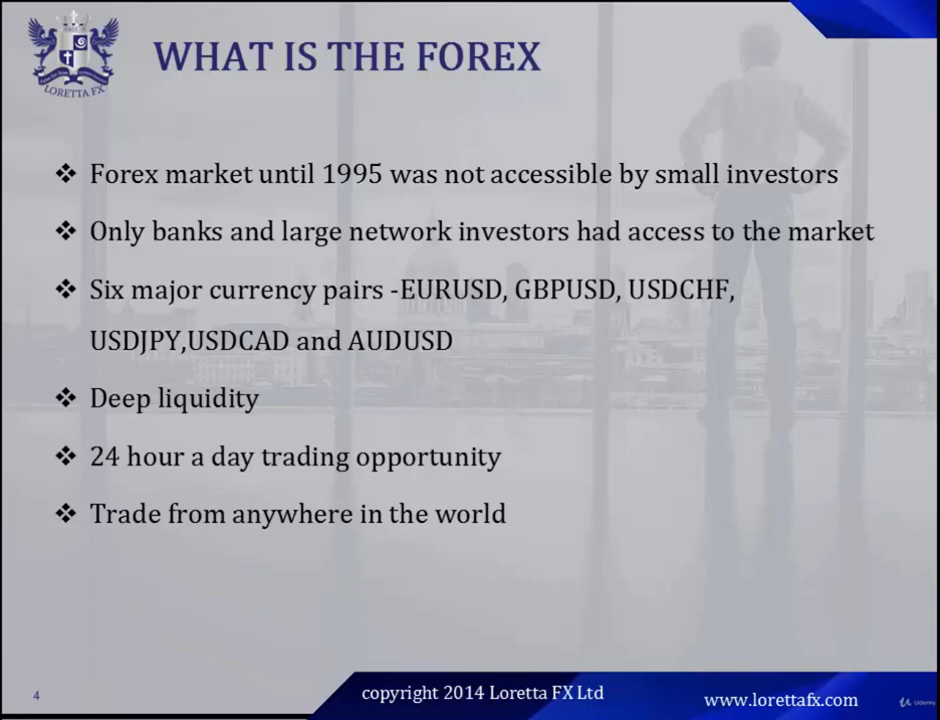 LORETTA FX
WHAT IS THE FOREX
❖ Forex market until 1995 was not accessible by small investors
❖ Only banks and large network investors had access to the market
❖ Six major currency pairs -EURUSD, GBPUSD, USDCHF,
USDJPY,USDCAD and AUDUSD
❖ Deep liquidity
❖ 24 hour a day trading opportunity
❖ Trade from anywhere in the world
4
copyright 2014 Loretta FX Ltd
www.lorettafx.com
Udemy